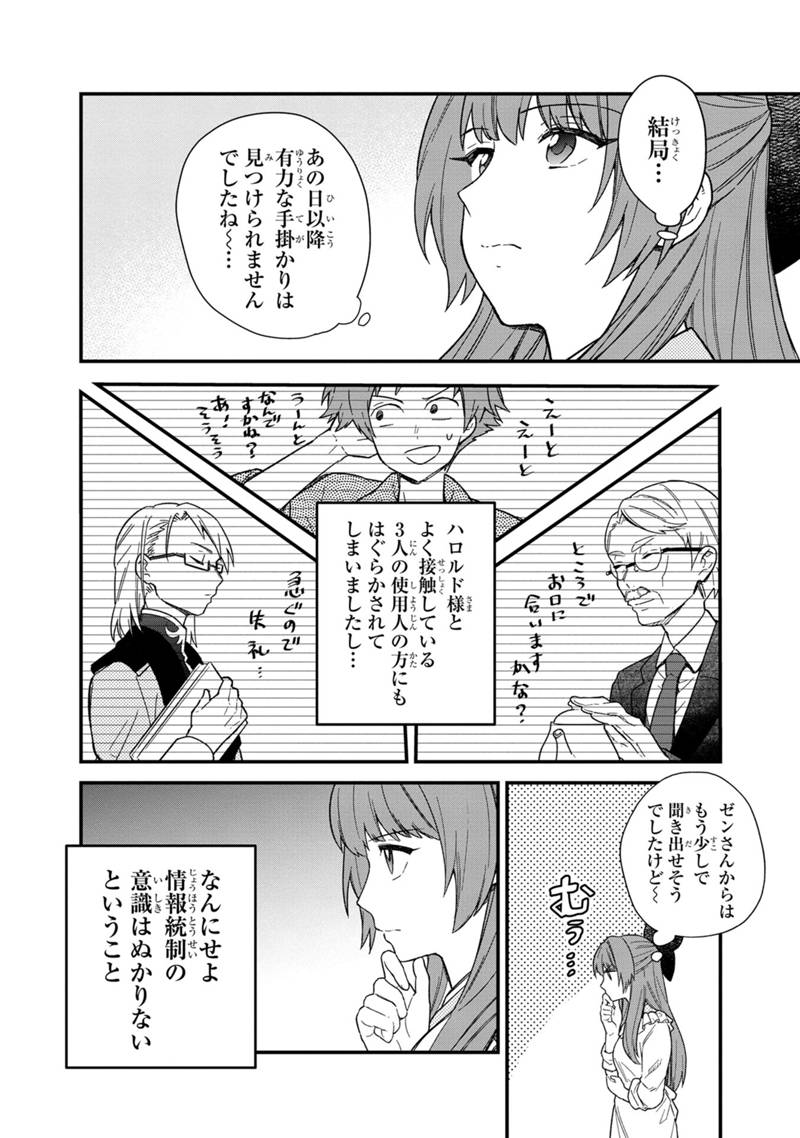 結局…
あの日以降
有力な手掛かりは
見つけられません
でしたね〜…
えーと
えーと
うーんと
なんで
すかね？
あ！
そうそう
ハロルド様と
よく接触している
3人の使用人の方にも
はぐらかされて
しまいましたし…
ところで
お口に
合います
かな？
急ぐので
失礼…
ゼンさんからは
もう少しで
聞き出せそう
でしたけど〜
むぅ…
なんにせよ
情報統制の
意識はぬかりない
ということ